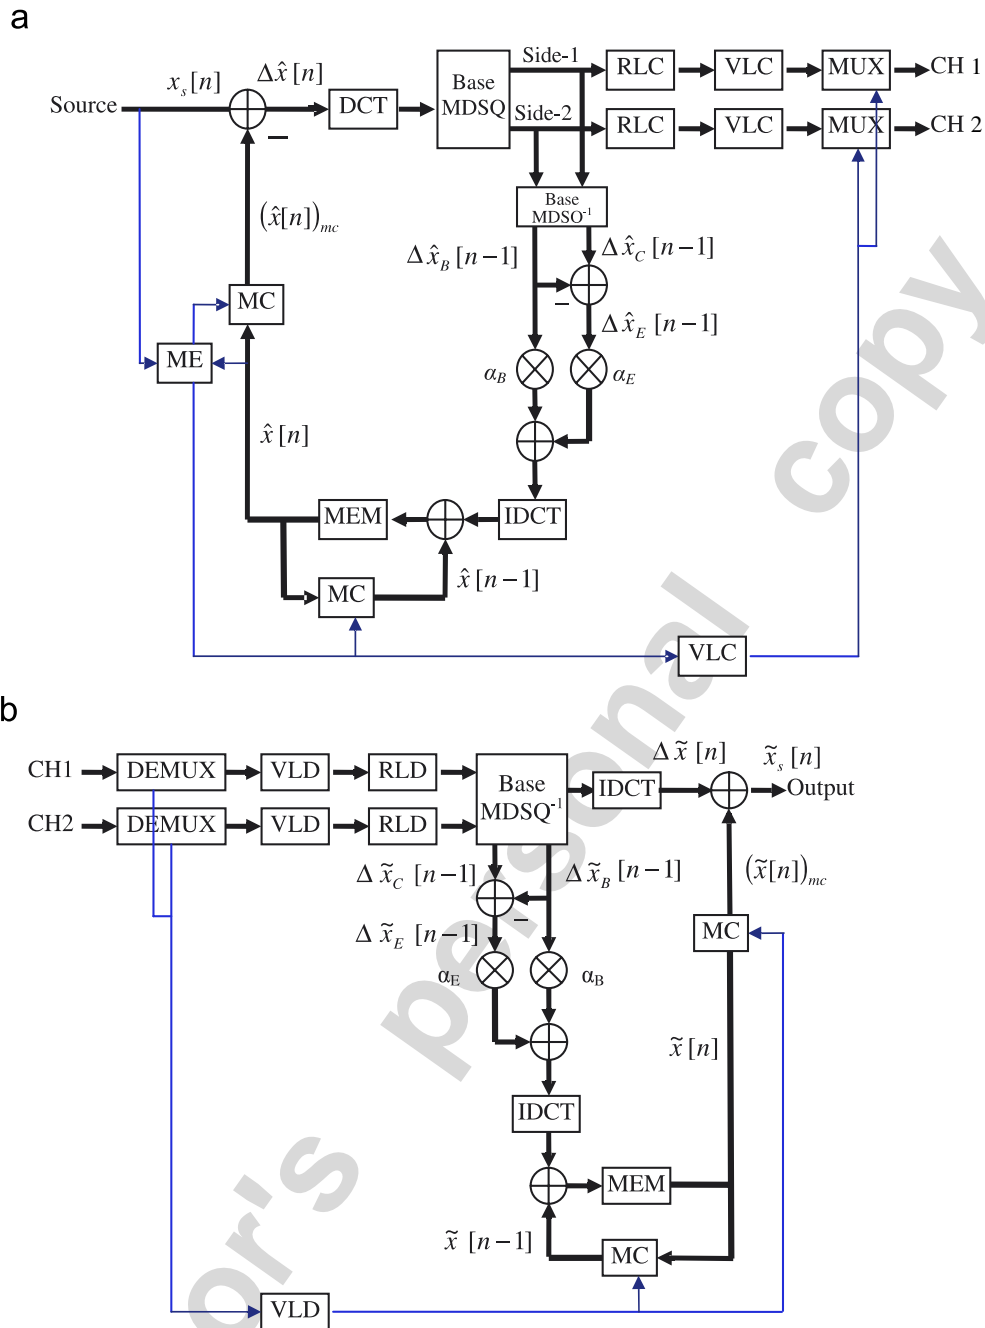 a
x_s[n]
Δx̂[n]
Source
DCT
Base
MDSQ
Side-1
Side-2
RLC
VLC
MUX
CH 1
RLC
VLC
MUX
CH 2
−
Base
MDSQ⁻¹
(x̂[n])_mc
Δx̂_B[n−1]
Δx̂_C[n−1]
−
MC
Δx̂_E[n−1]
ME
α_B
α_E
x̂[n]
MEM
IDCT
MC
x̂[n−1]
VLC
b
CH1
DEMUX
VLD
RLD
Base
MDSQ⁻¹
IDCT
Δx̃[n]
x̃_s[n]
Output
CH2
DEMUX
VLD
RLD
Δx̃_C[n−1]
Δx̃_B[n−1]
(x̃[n])_mc
−
Δx̃_E[n−1]
MC
α_E
α_B
x̃[n]
IDCT
MEM
x̃[n−1]
MC
VLD
or's personal copy